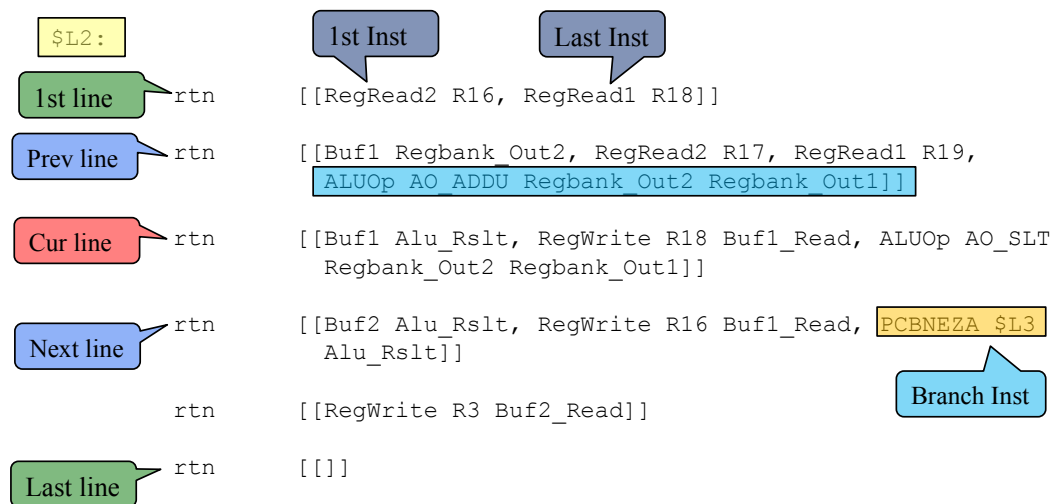 $L2:
1st Inst
Last Inst
1st line
rtn [[RegRead2 R16, RegRead1 R18]]
Prev line
rtn [[Buf1 Regbank_Out2, RegRead2 R17, RegRead1 R19,
ALUOp AO_ADDU Regbank_Out2 Regbank_Out1]]
Cur line
rtn [[Buf1 Alu_Rslt, RegWrite R18 Buf1_Read, ALUOp AO_SLT
Regbank_Out2 Regbank_Out1]]
Next line
rtn [[Buf2 Alu_Rslt, RegWrite R16 Buf1_Read, PCBNEZA $L3
Alu_Rslt]]
Branch Inst
rtn [[RegWrite R3 Buf2_Read]]
Last line
rtn [[]]